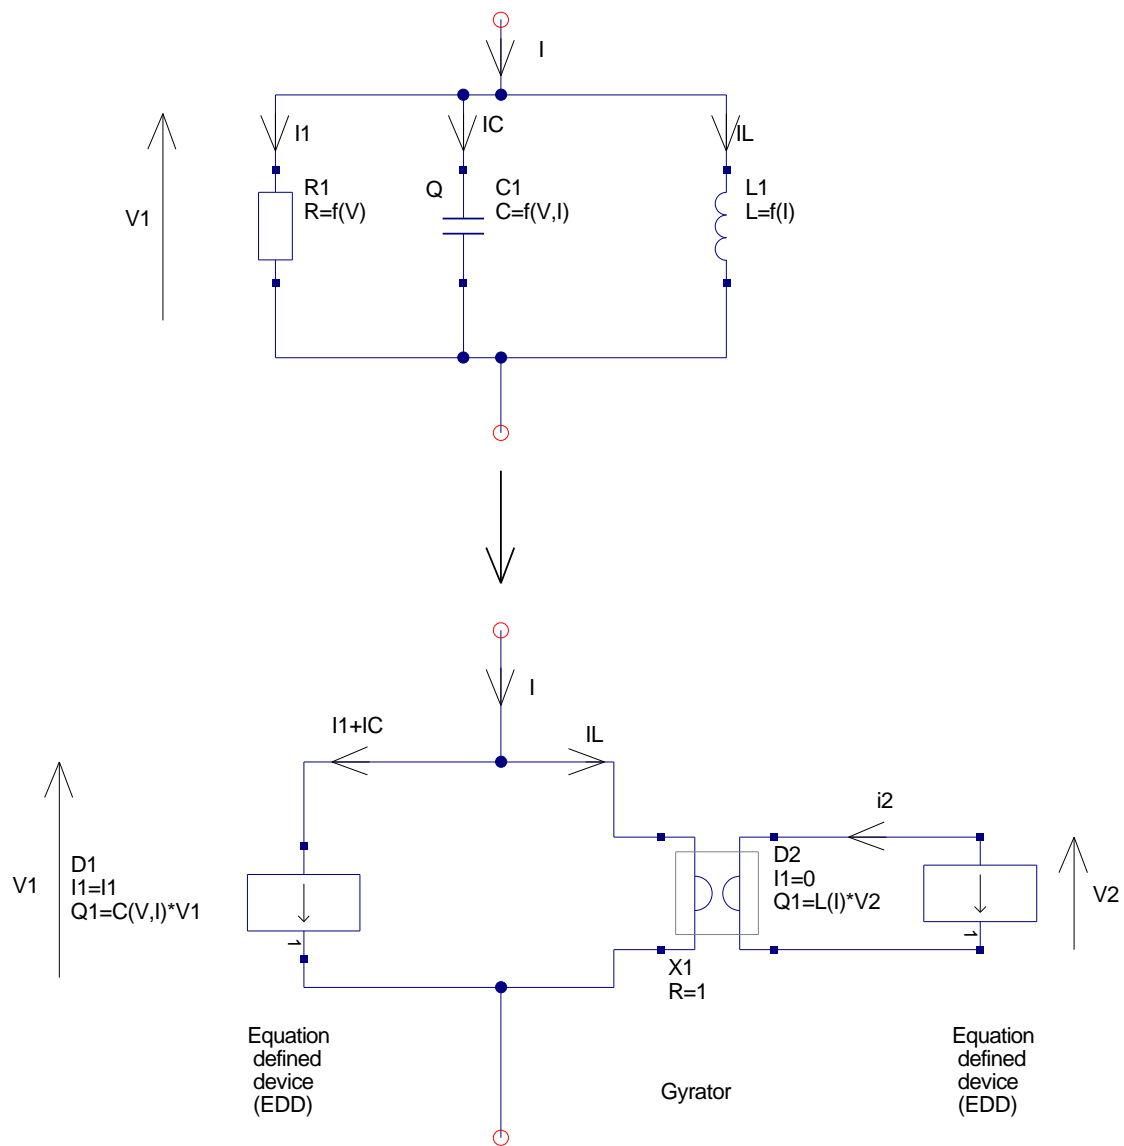 I
I1
IC
IL
R1
R=f(V)
Q
C1
C=f(V,I)
L1
L=f(I)
V1
I
I1+IC
IL
i2
V1
D1
I1=I1
Q1=C(V,I)*V1
1
D2
I1=0
Q1=L(I)*V2
1
V2
X1
R=1
Equation
defined
device
(EDD)
Gyrator
Equation
defined
device
(EDD)